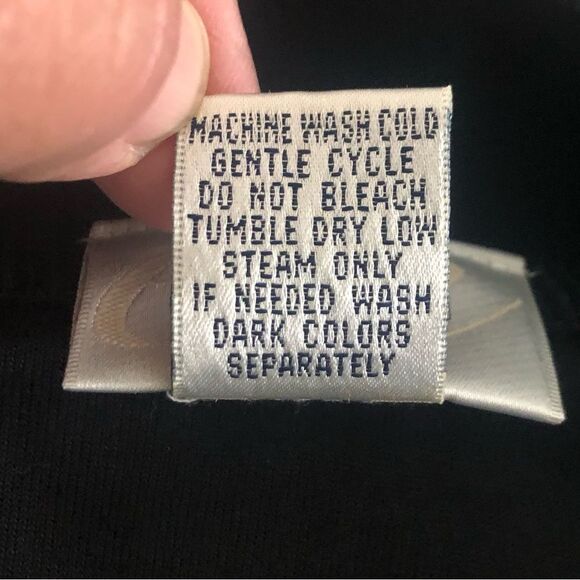 MACHINE WASH COLD
GENTLE CYCLE
DO NOT BLEACH
TUMBLE DRY LOW
STEAM ONLY
IF NEEDED WASH
DARK COLORS
SEPARATELY